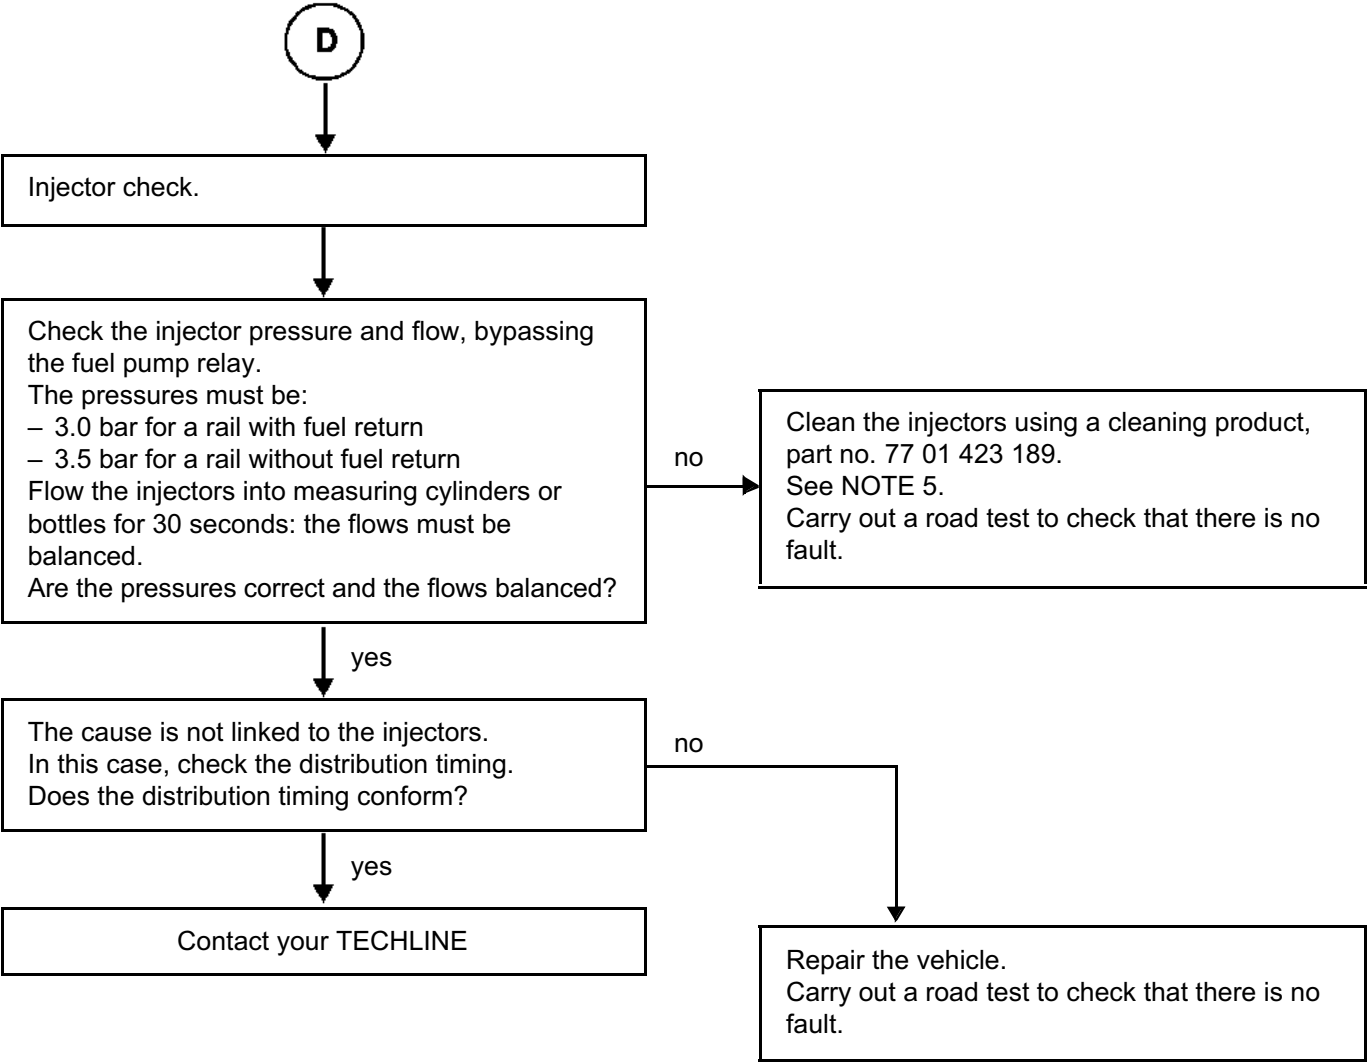 D
Injector check.
Check the injector pressure and flow, bypassing
the fuel pump relay.
The pressures must be:
– 3.0 bar for a rail with fuel return
– 3.5 bar for a rail without fuel return
Flow the injectors into measuring cylinders or
bottles for 30 seconds: the flows must be
balanced.
Are the pressures correct and the flows balanced?
no
Clean the injectors using a cleaning product,
part no. 77 01 423 189.
See NOTE 5.
Carry out a road test to check that there is no
fault.
yes
The cause is not linked to the injectors.
In this case, check the distribution timing.
Does the distribution timing conform?
no
yes
Contact your TECHLINE
Repair the vehicle.
Carry out a road test to check that there is no
fault.